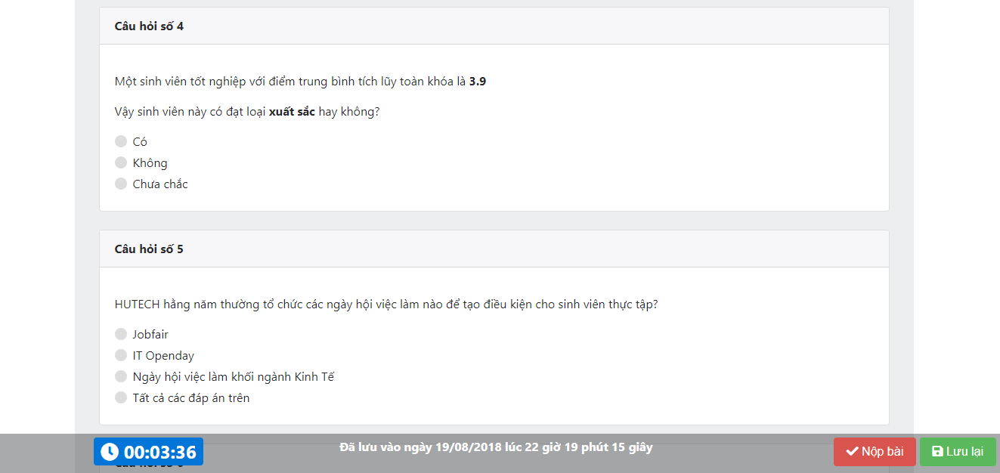 Câu hỏi số 4
Một sinh viên tốt nghiệp với điểm trung bình tích lũy toàn khóa là 3.9
Vậy sinh viên này có đạt loại xuất sắc hay không?
Có
Không
Chưa chắc
Câu hỏi số 5
HUTECH hằng năm thường tổ chức các ngày hội việc làm nào để tạo điều kiện cho sinh viên thực tập?
Jobfair
IT Openday
Ngày hội việc làm khối ngành Kinh Tế
Tất cả các đáp án trên
00:03:36
Đã lưu vào ngày 19/08/2018 lúc 22 giờ 19 phút 15 giây
Nộp bài
Lưu lại